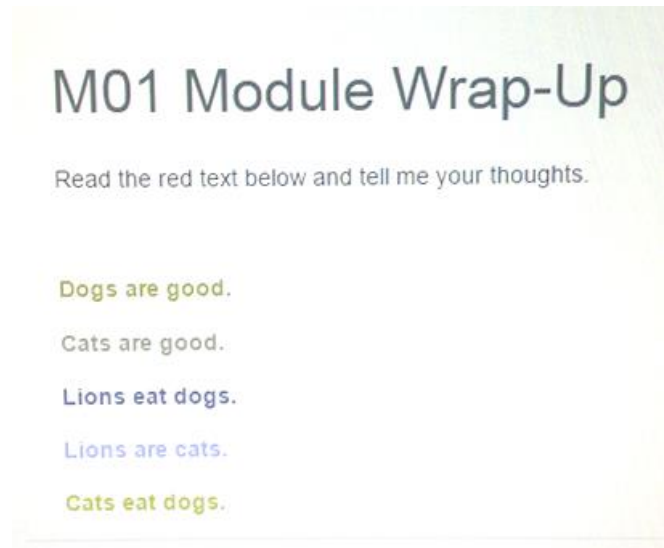 M01 Module Wrap-Up
Read the red text below and tell me your thoughts.
Dogs are good.
Cats are good.
Lions eat dogs.
Lions are cats.
Cats eat dogs.